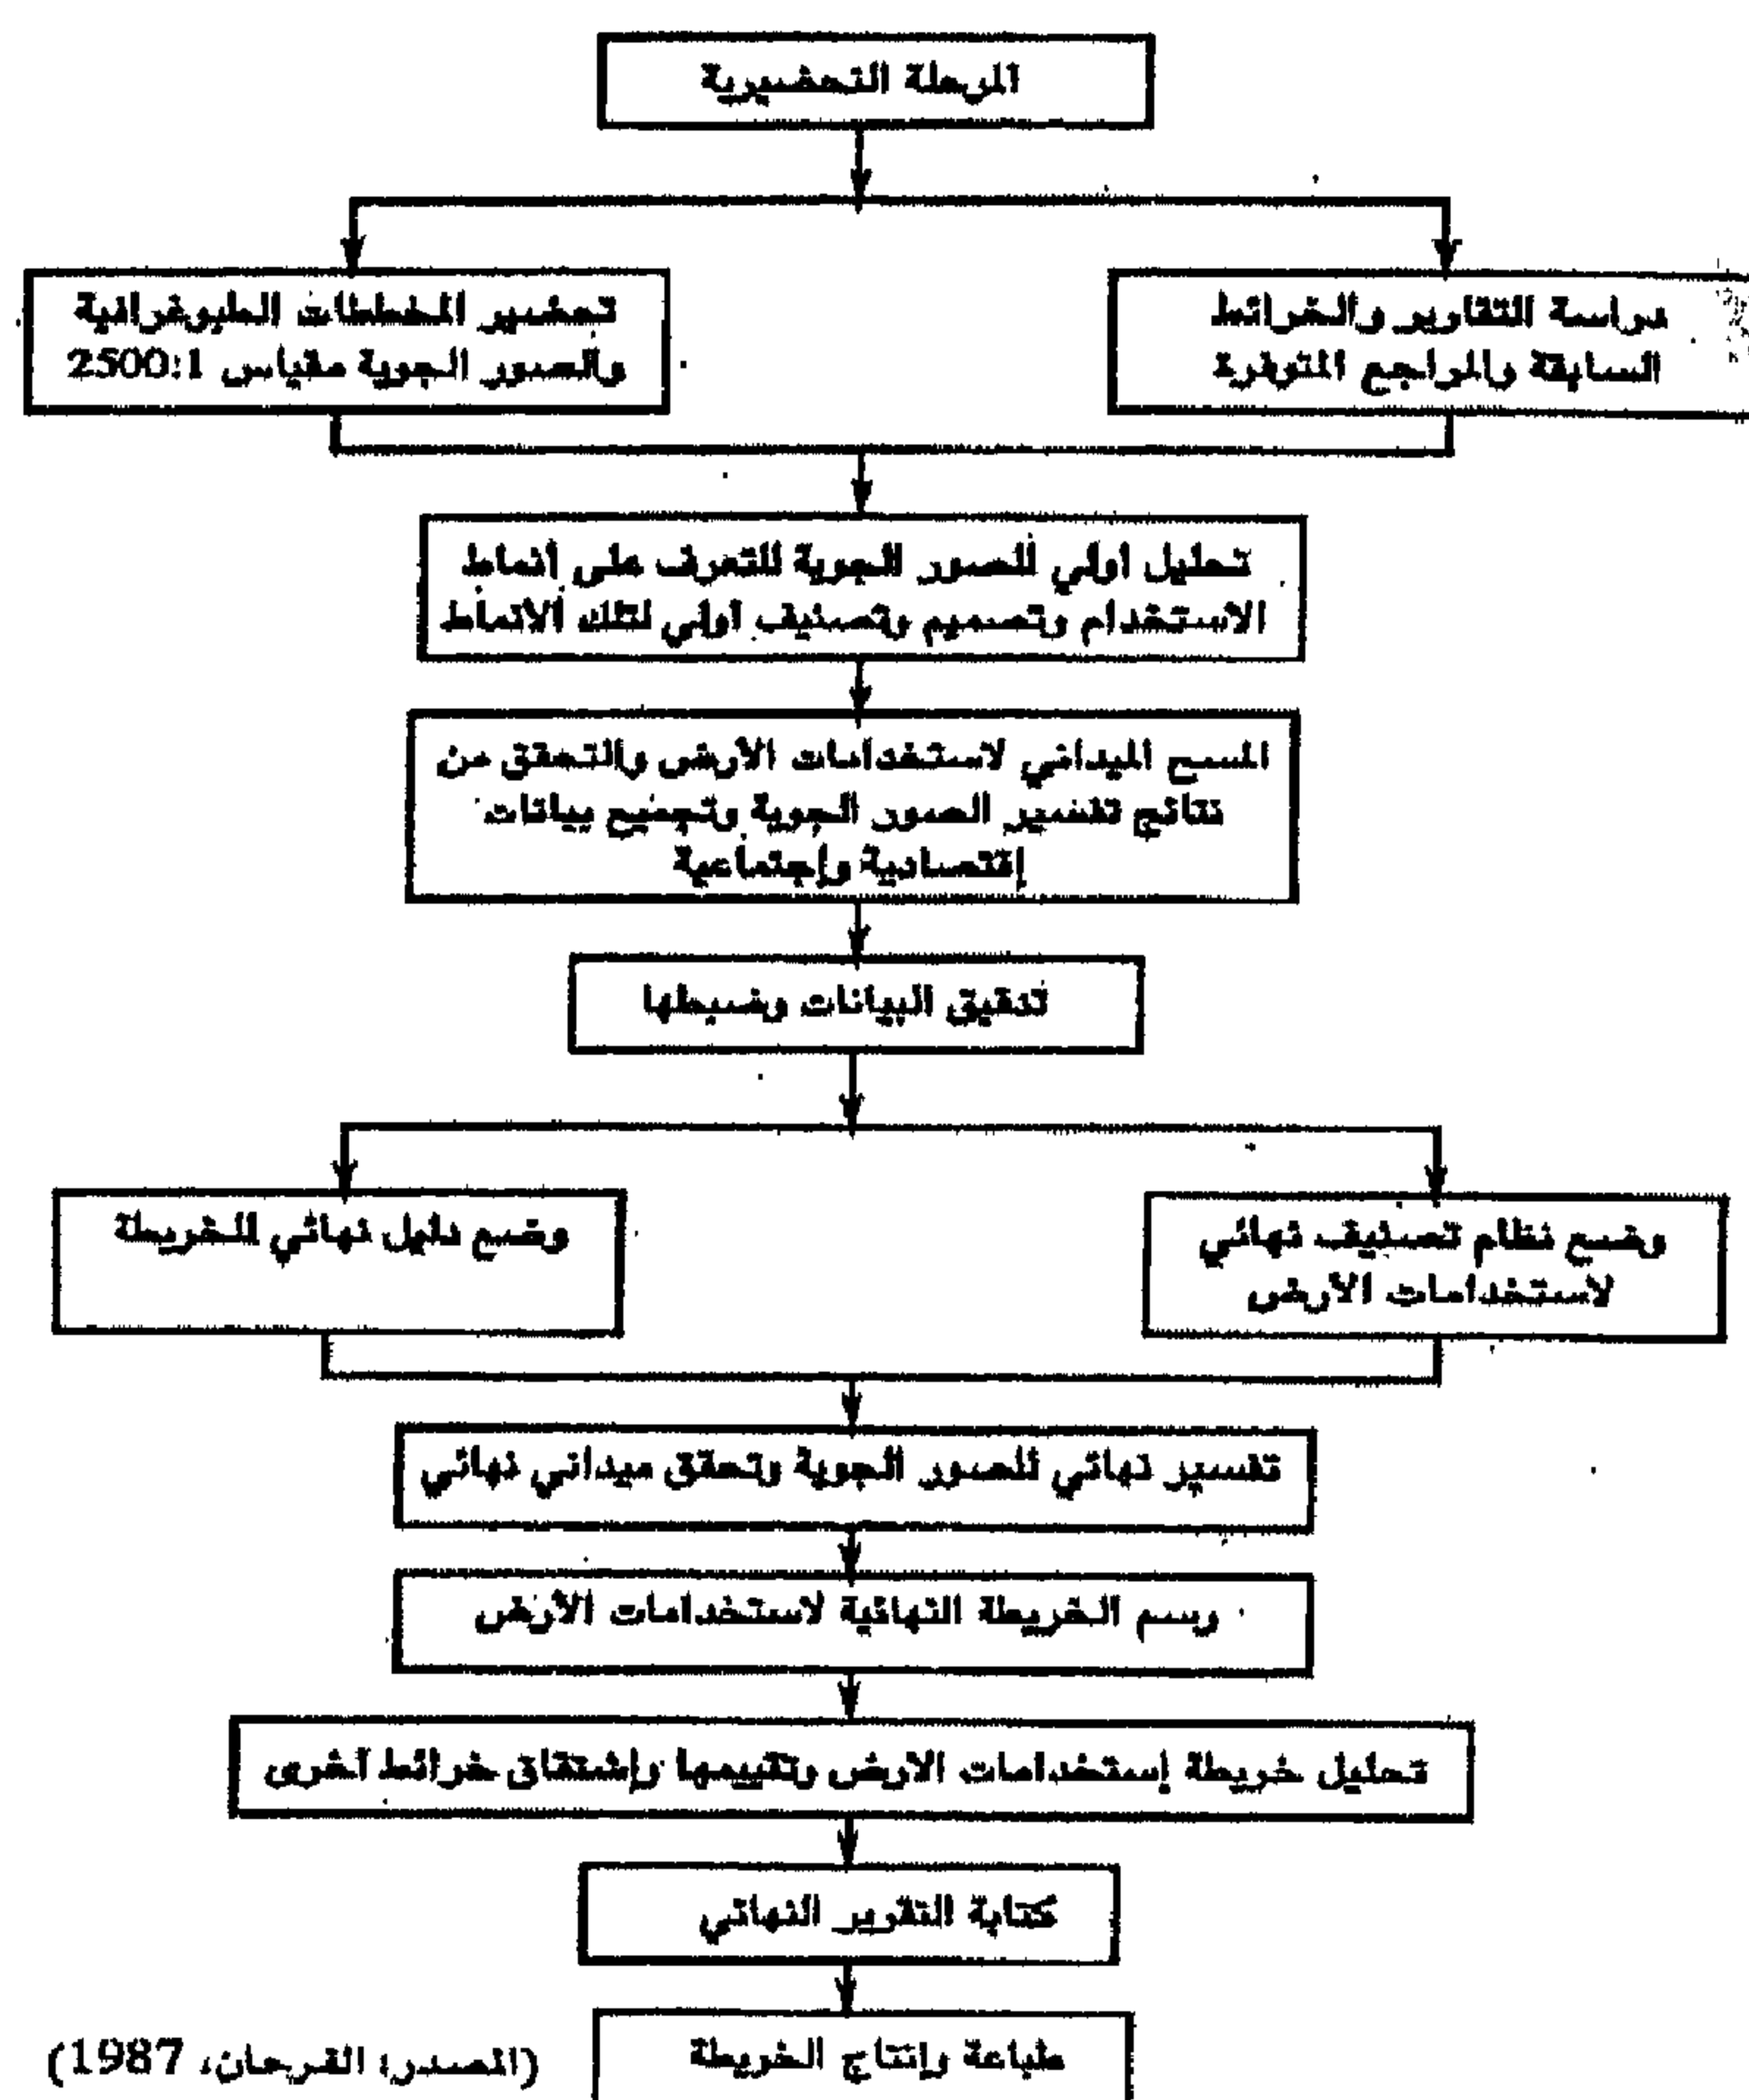 المرحلة التحضيرية
دراسة التقارير والخرائط
السابقة والمراجع المتوفرة
تحضير المخططات الطبوغرافية
والصور الجوية مقياس 2500:1
تحليل اولي للصور الجوية للتعرف على أنماط
الاستخدام وتصميم وتصنيف اولي لتلك الانماط
المسح الميداني لاستخدامات الأرض والتحقق من
نتائج تفسير الصور الجوية وتجميع بيانات
إقتصادية وإجتماعية
تدقيق البيانات وضبطها
وضع نظام تصنيف نهائي
لاستخدامات الأرض
وضع دليل نهائي للخريطة
تفسير نهائي للصور الجوية وتحقق ميداني نهائي
رسم الخريطة النهائية لاستخدامات الأرض
تحليل خريطة إستخدامات الارض وتقييمها وإشتقاق خرائط اخرى
كتابة التقرير النهائي
طباعة وإنتاج الخريطة
(المصدر، الفرحان، 1987)